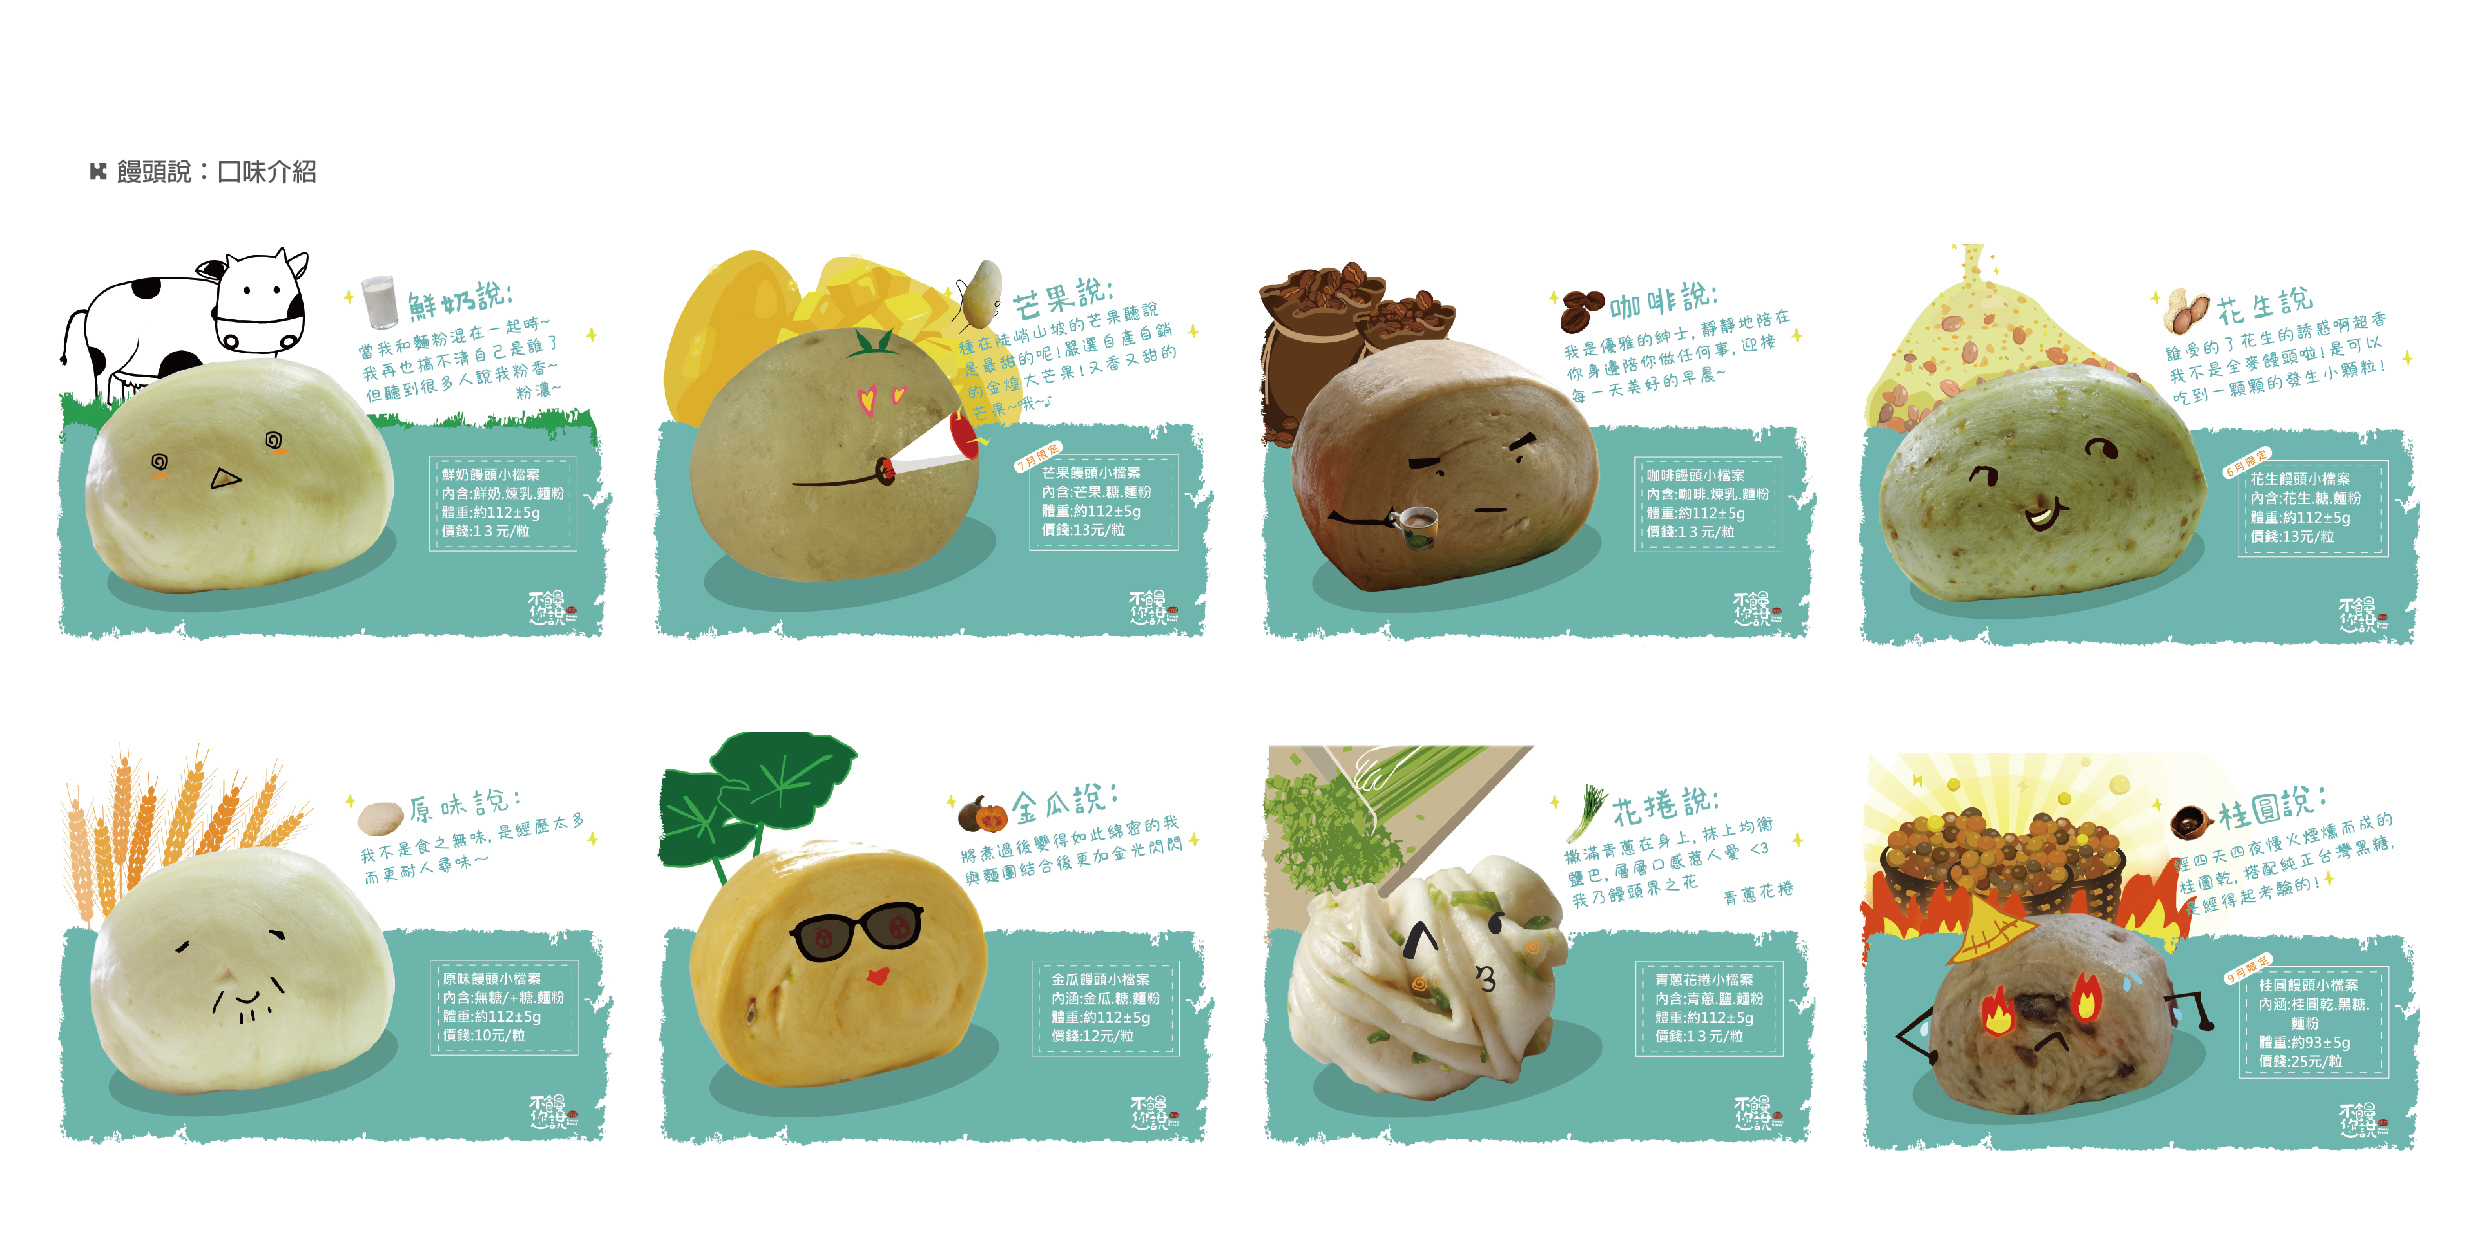 饅頭說：口味介紹
鮮奶說:
當我和麵粉混在一起時~
我再也搞不清自己是誰了
但聽到很多人說我粉香~
粉濃~
鮮奶饅頭小檔案
內含:鮮奶.煉乳.麵粉
體重:約112±5g
價錢:13元/粒
不饅
您說
芒果說:
種在陡峭山坡的芒果聽說
是最甜的呢!嚴選自產自銷
的金煌大芒果!又香又甜的
芒果~哦~♪
7月限定
芒果饅頭小檔案
內含:芒果.糖.麵粉
體重:約112±5g
價錢:13元/粒
不饅
您說
咖啡說:
我是優雅的紳士,靜靜地陪在
你身邊陪你做任何事,迎接
每一天美好的早晨~
咖啡饅頭小檔案
內含:咖啡.煉乳.麵粉
體重:約112±5g
價錢:13元/粒
不饅
您說
花生說
誰受的了花生的誘惑啊超香
我不是全麥饅頭啦!是可以
吃到一顆顆的發生小顆粒!
6月限定
花生饅頭小檔案
內含:花生.糖.麵粉
體重:約112±5g
價錢:13元/粒
不饅
您說
原味說:
我不是食之無味,是經歷太多
而更耐人尋味~
原味饅頭小檔案
內含:無糖/+糖.麵粉
體重:約112±5g
價錢:10元/粒
不饅
您說
金瓜說:
將煮過後變得如此綿密的我
與麵團結合後更加金光閃閃
金瓜饅頭小檔案
內涵:金瓜.糖.麵粉
體重:約112±5g
價錢:12元/粒
不饅
您說
花捲說:
撒滿青蔥在身上,抹上均衡
鹽巴,層層口感惹人愛 <3
我乃饅頭界之花
青蔥花捲
青蔥花捲小檔案
內含:青蔥.鹽.麵粉
體重:約112±5g
價錢:13元/粒
不饅
您說
桂圓說:
經四天四夜慢火煙燻而成的
桂圓乾,搭配純正台灣黑糖,
是經得起考驗的!
9月限定
桂圓饅頭小檔案
內涵:桂圓乾.黑糖.
麵粉
體重:約93±5g
價錢:25元/粒
不饅
您說